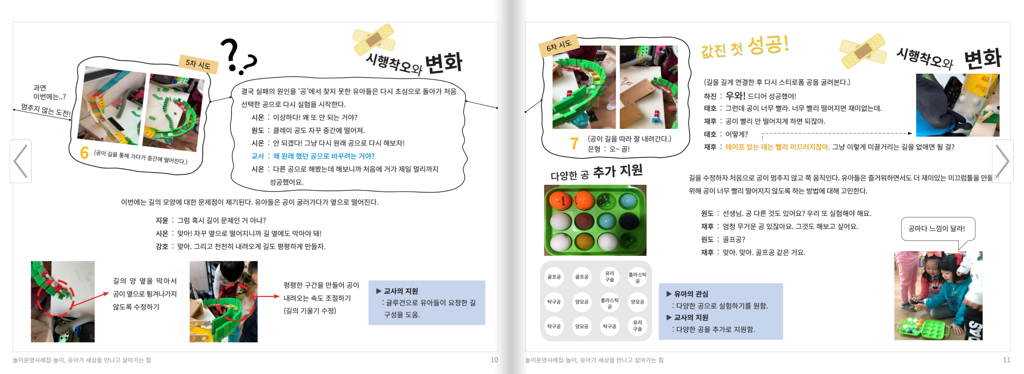 5차 시도
???
시행착오와 변화
과연
이번에는..?
멈추지 않는 도전!
6 (공이 길을 통해 가다가 중간에 떨어진다.)
결국 실패의 원인을 ‘공’에서 찾지 못한 유아들은 다시 초심으로 돌아가 처음
선택한 공으로 다시 실험을 시작한다.
시온 : 이상하다! 왜 또 안 되는 거야?
원도 : 클레이 공도 자꾸 중간에 떨어져.
시온 : 안 되겠다! 그냥 다시 원래 공으로 다시 해보자!
교사 : 왜 원래 했던 공으로 바꾸려는 거야?
시온 : 다른 공으로 해봤는데 해보니까 처음에 거가 제일 멀리까지
성공했어요.
이번에는 길의 모양에 대한 문제점이 제기된다. 유아들은 공이 굴러가다가 옆으로 떨어진다.
지윤 : 그럼 혹시 길이 문제인 거 아냐?
시온 : 맞아! 자꾸 옆으로 떨어지니까 길 옆에도 막아야 돼!
강호 : 맞아. 그리고 천천히 내려오게 길도 평평하게 만들자.
길의 양 옆을 막아서
공이 옆으로 튕겨나가지
않도록 수정하기
평평한 구간을 만들어 공이
내려오는 속도 조절하기
(길의 기울기 수정)
▶ 교사의 지원
: 글루건으로 유아들이 요청한 길
구성을 도움.
놀이운영사례집-놀이, 유아가 세상을 만나고 살아가는 힘
10
6차 시도
값진 첫 성공!
시행착오와 변화
7 (공이 길을 따라 잘 내려간다.)
은형 : 오~ 골!
(길을 길게 연결한 후 다시 스티로폼 공을 굴려본다.)
하진 : 우와! 드디어 성공했어!
태호 : 그런데 공이 너무 빨라. 너무 빨리 떨어지면 재미없는데.
재후 : 공이 빨리 안 떨어지게 하면 되잖아.
태호 : 어떻게?
재후 : 테이프 있는 데는 빨리 미끄러지잖아. 그냥 이렇게 미끌거리는 길을 없애면 될 걸?
다양한 공 추가 지원
길을 수정하자 처음으로 공이 멈추지 않고 쭉 움직인다. 유아들은 즐거워하면서도 더 재미있는 미끄럼틀을 만들기
위해 공이 너무 빨리 떨어지지 않도록 하는 방법에 대해 고민한다.
원도 : 선생님. 공 다른 것도 있어요? 우리 또 실험해야 해요.
재후 : 엄청 무거운 공 있잖아요. 그것도 해보고 싶어요.
원도 : 골프공?
재후 : 맞아. 맞아. 골프공 같은 거요.
공마다 느낌이 달라!
골프공 골프공 유리구슬 플라스틱공
탁구공 양모공 플라스틱공 양모공
탁구공 양모공 탁구공 유리구슬
▶ 유아의 관심
: 다양한 공으로 실험하기를 원함.
▶ 교사의 지원
: 다양한 공을 추가로 지원함.
놀이운영사례집-놀이, 유아가 세상을 만나고 살아가는 힘
11